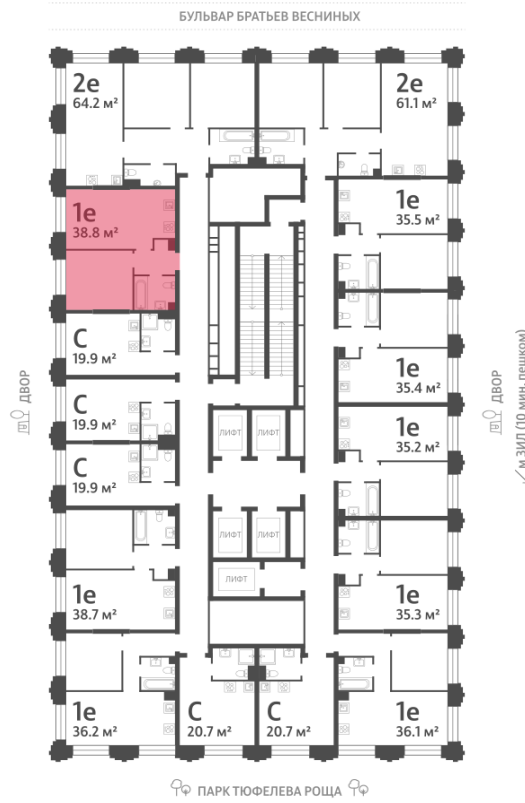 БУЛЬВАР БРАТЬЕВ ВЕСНИНЫХ
2е
64.2 м²
2е
61.1 м²
1е
38.8 м²
1е
35.5 м²
С
19.9 м²
1е
35.4 м²
ДВОР
ДВОР
м ЗИЛ (10 мин. пешком)
С
19.9 м²
1е
35.2 м²
ЛИФТ
ЛИФТ
С
19.9 м²
ЛИФТ
ЛИФТ
ЛИФТ
1е
38.7 м²
1е
35.3 м²
1е
36.2 м²
С
20.7 м²
С
20.7 м²
1е
36.1 м²
ПАРК ТЮФЕЛЕВА РОЩА